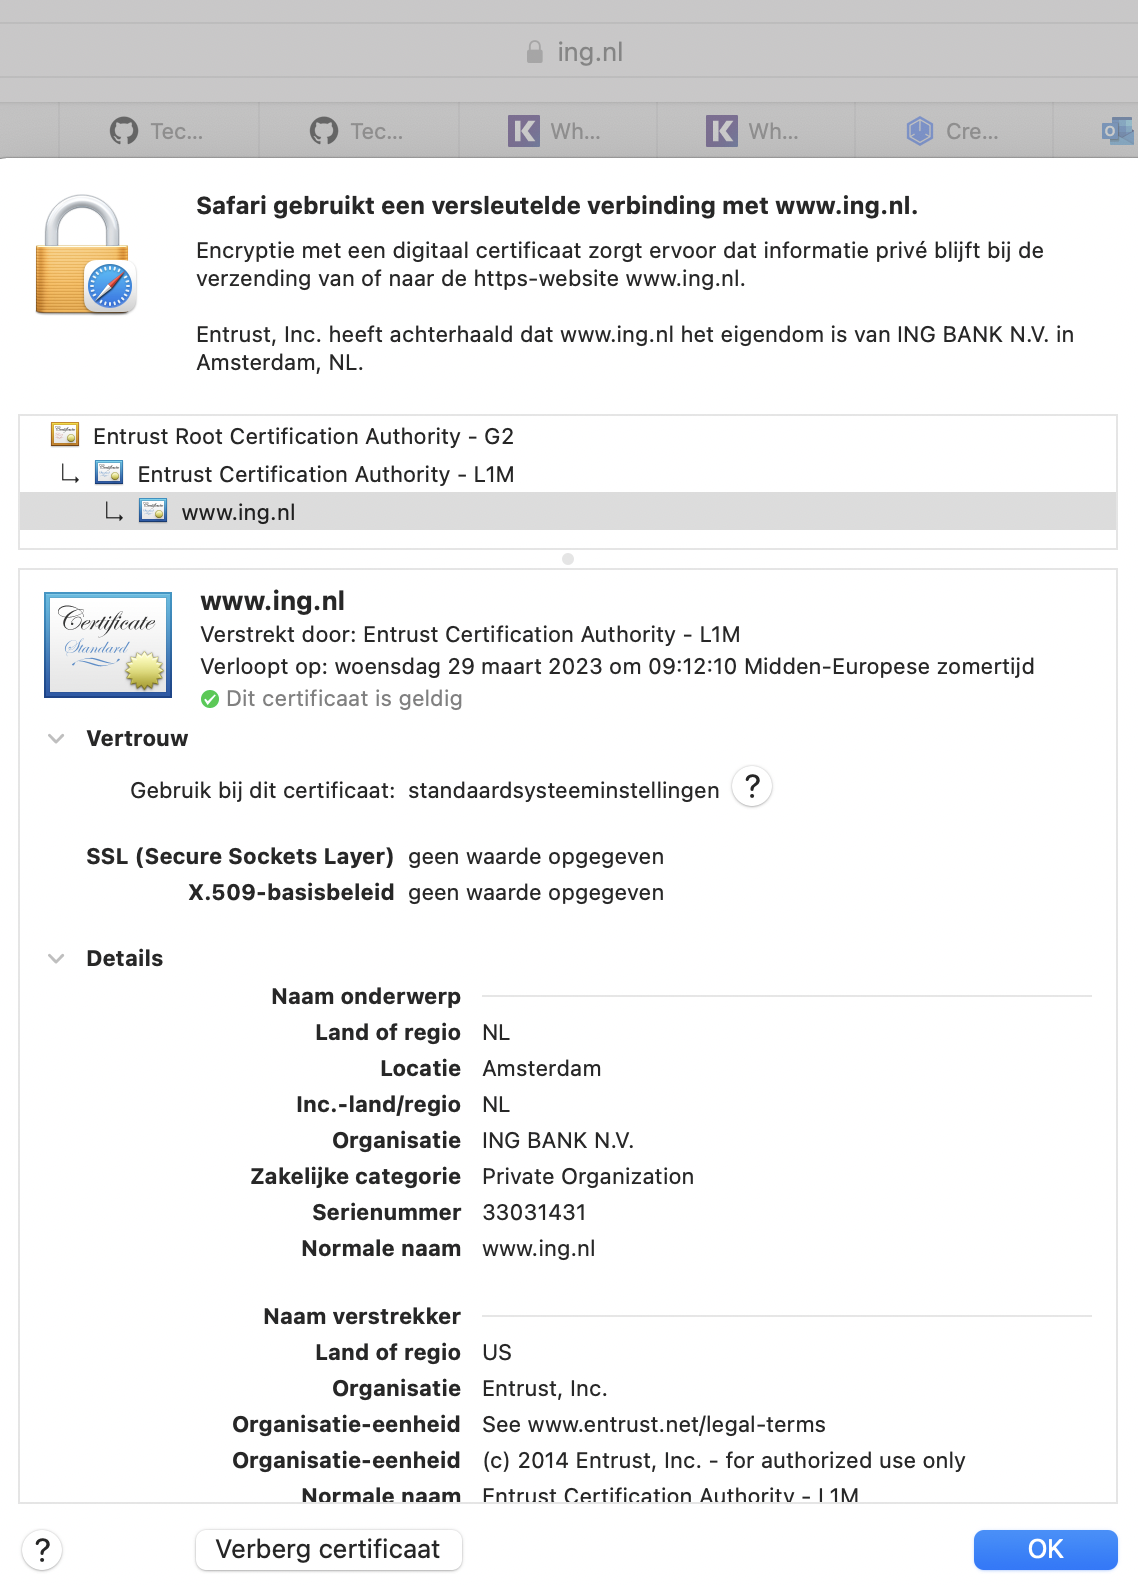 ing.nl
Tec...
Tec...
Wh...
Wh...
Cre...
Safari gebruikt een versleutelde verbinding met www.ing.nl.
Encryptie met een digitaal certificaat zorgt ervoor dat informatie privé blijft bij de
verzending van of naar de https-website www.ing.nl.
Entrust, Inc. heeft achterhaald dat www.ing.nl het eigendom is van ING BANK N.V. in
Amsterdam, NL.
Entrust Root Certification Authority - G2
Entrust Certification Authority - L1M
www.ing.nl
Certificate
Standard
www.ing.nl
Verstrekt door: Entrust Certification Authority - L1M
Verloopt op: woensdag 29 maart 2023 om 09:12:10 Midden-Europese zomertijd
Dit certificaat is geldig
Vertrouw
Gebruik bij dit certificaat: standaardsysteeminstellingen ?
SSL (Secure Sockets Layer) geen waarde opgegeven
X.509-basisbeleid geen waarde opgegeven
Details
Naam onderwerp
Land of regio NL
Locatie Amsterdam
Inc.-land/regio NL
Organisatie ING BANK N.V.
Zakelijke categorie Private Organization
Serienummer 33031431
Normale naam www.ing.nl
Naam verstrekker
Land of regio US
Organisatie Entrust, Inc.
Organisatie-eenheid See www.entrust.net/legal-terms
Organisatie-eenheid (c) 2014 Entrust, Inc. - for authorized use only
Normale naam Entrust Certification Authority - L1M
? Verberg certificaat OK